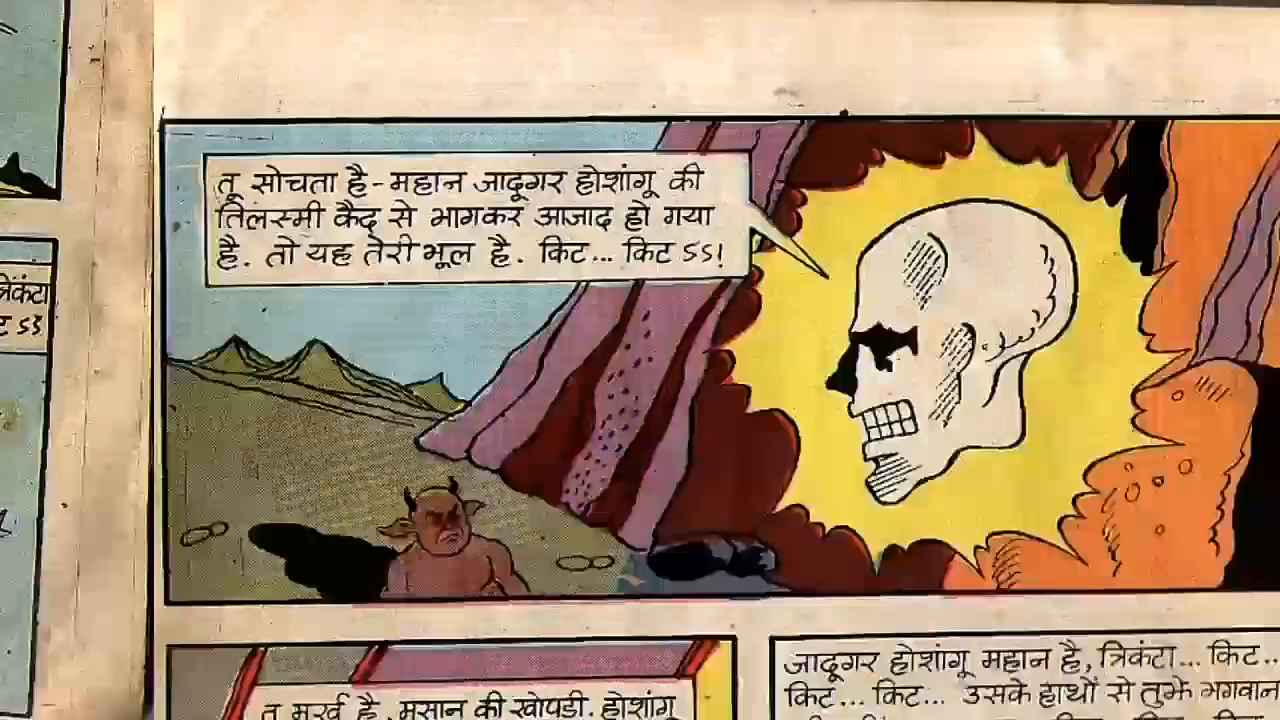 त्रिकंटा
ट ऽऽ
तू सोचता है - महान जादूगर होशांगू की
तिलस्मी कैद से भागकर आजाद हो गया
है. तो यह तेरी भूल है. किट... किट ऽऽ!
तू मूर्ख है, मसान की खोपडी. होशांगू
जादूगर होशांगू महान है, त्रिकंटा... किट..
किट... किट... उसके हाथों से तुझे भगवान